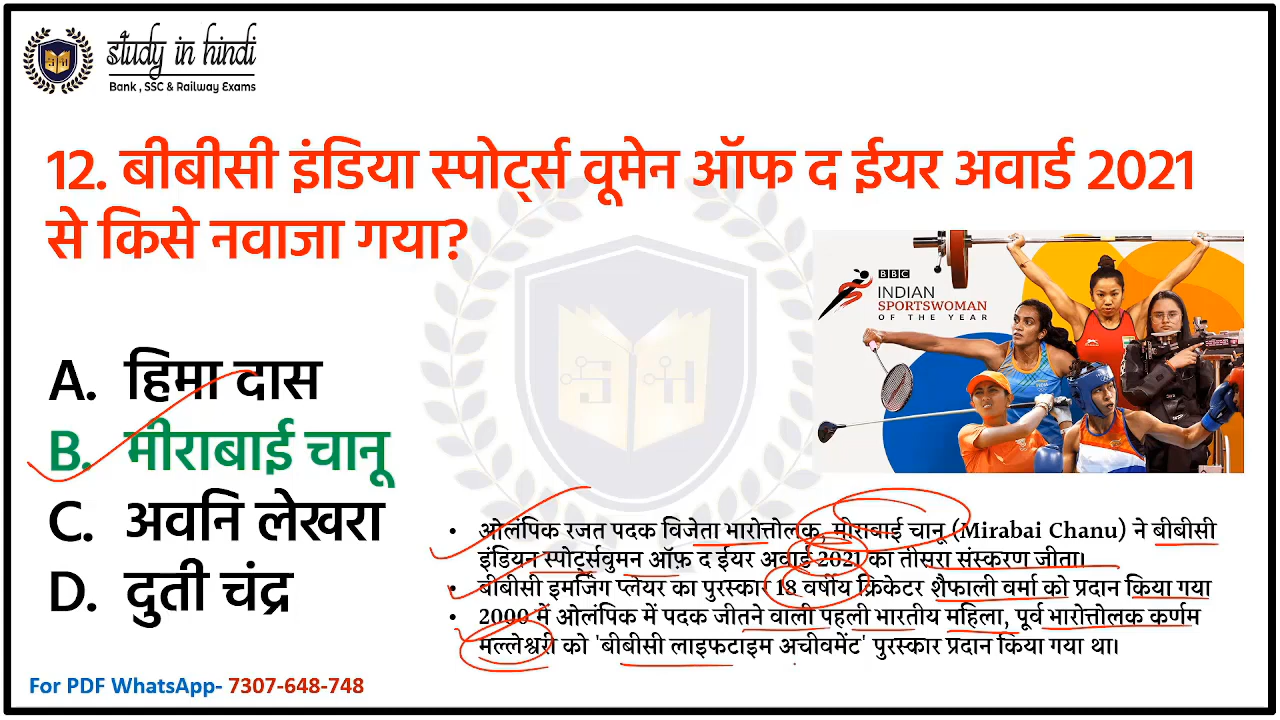 study in hindi
Bank , SSC & Railway Exams
12. बीबीसी इंडिया स्पोर्ट्स वूमेन ऑफ द ईयर अवार्ड 2021
से किसे नवाजा गया?
BBC
INDIAN
SPORTSWOMAN
OF THE YEAR
A. हिमा दास
B. मीराबाई चानू
C. अवनि लेखरा
D. दुती चंद्र
• ओलंपिक रजत पदक विजेता भारोत्तोलक, मीराबाई चानू (Mirabai Chanu) ने बीबीसी
इंडियन स्पोर्ट्सवुमन ऑफ़ द ईयर अवार्ड 2021 का तीसरा संस्करण जीता।
• बीबीसी इमर्जिंग प्लेयर का पुरस्कार 18 वर्षीय क्रिकेटर शैफाली वर्मा को प्रदान किया गया
• 2000 में ओलंपिक में पदक जीतने वाली पहली भारतीय महिला, पूर्व भारोत्तोलक कर्णम
मल्लेश्वरी को 'बीबीसी लाइफटाइम अचीवमेंट' पुरस्कार प्रदान किया गया था।
For PDF WhatsApp- 7307-648-748